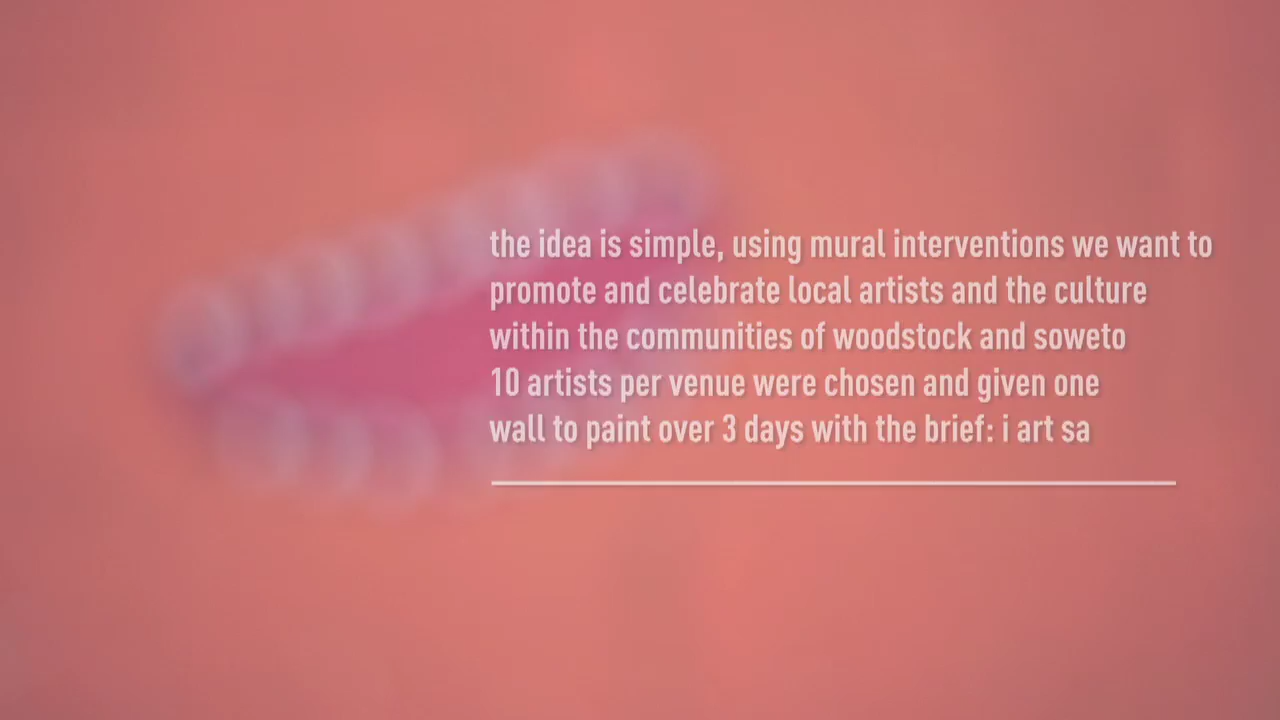 the idea is simple, using mural interventions we want to
promote and celebrate local artists and the culture
within the communities of woodstock and soweto
10 artists per venue were chosen and given one
wall to paint over 3 days with the brief: i art sa